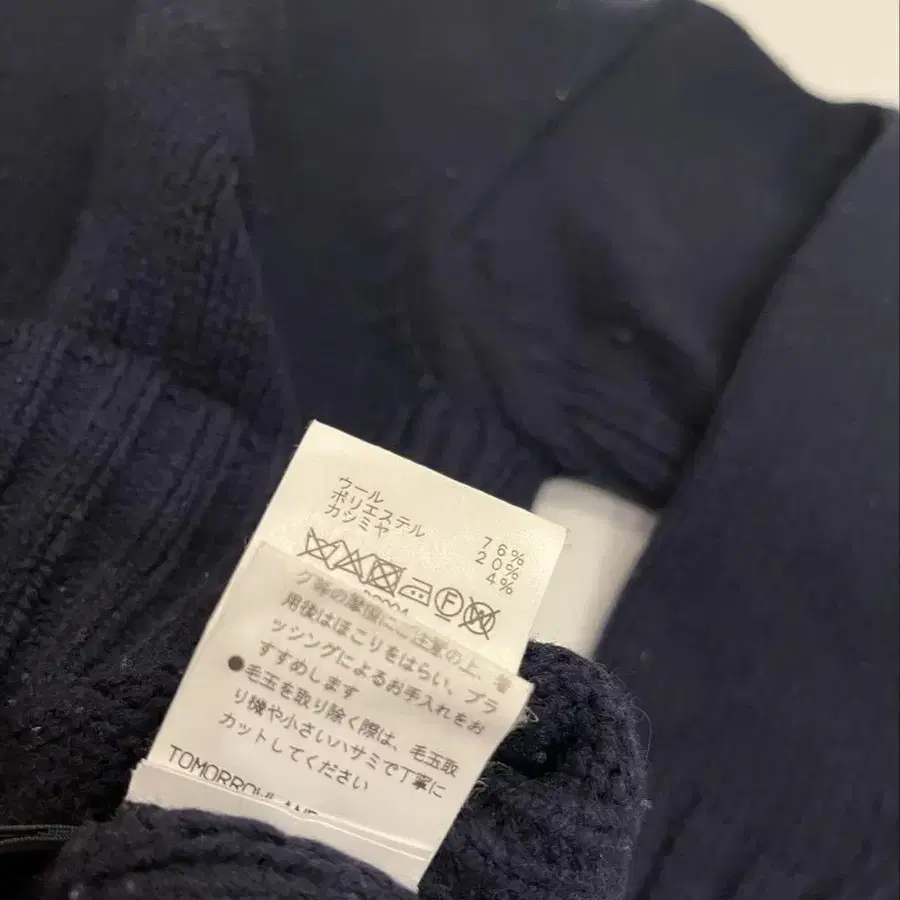 ウール 76%
ポリエステル 20%
カシミヤ 4%
F W
用後はほこりをはらい、ブラ
ッシングによるお手入れをお
すすめします
●毛玉を取り除く際は、毛玉取
り機や小さいハサミで丁寧に
カットしてください
TOMORROWLAND